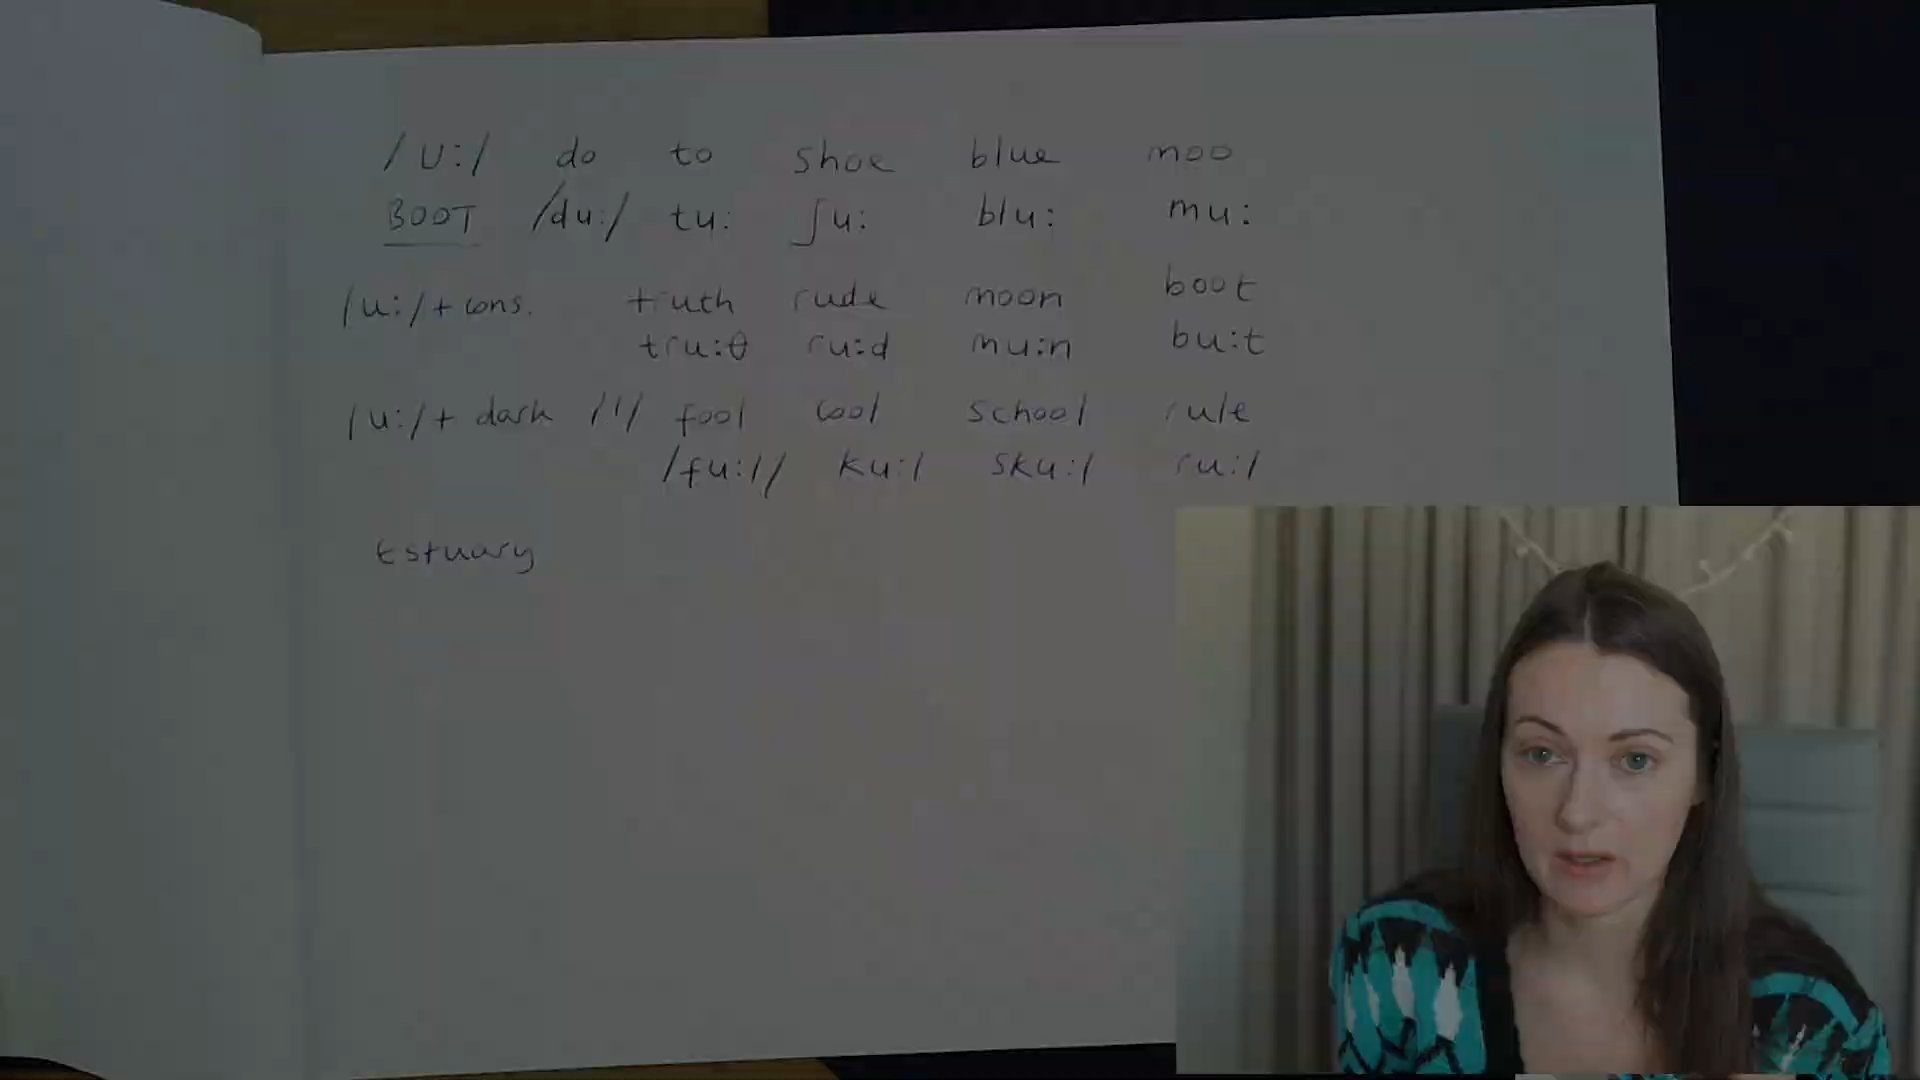 /u:/ do to shoe blue moo
BOOT /du:/ tu: ʃu: blu: mu:
/u:/ + cons. truth rude moon boot
tru:θ ru:d mu:n bu:t
/u:/ + dark /l/ fool cool school rule
/fu:l/ ku:l sku:l ru:l
Estuary